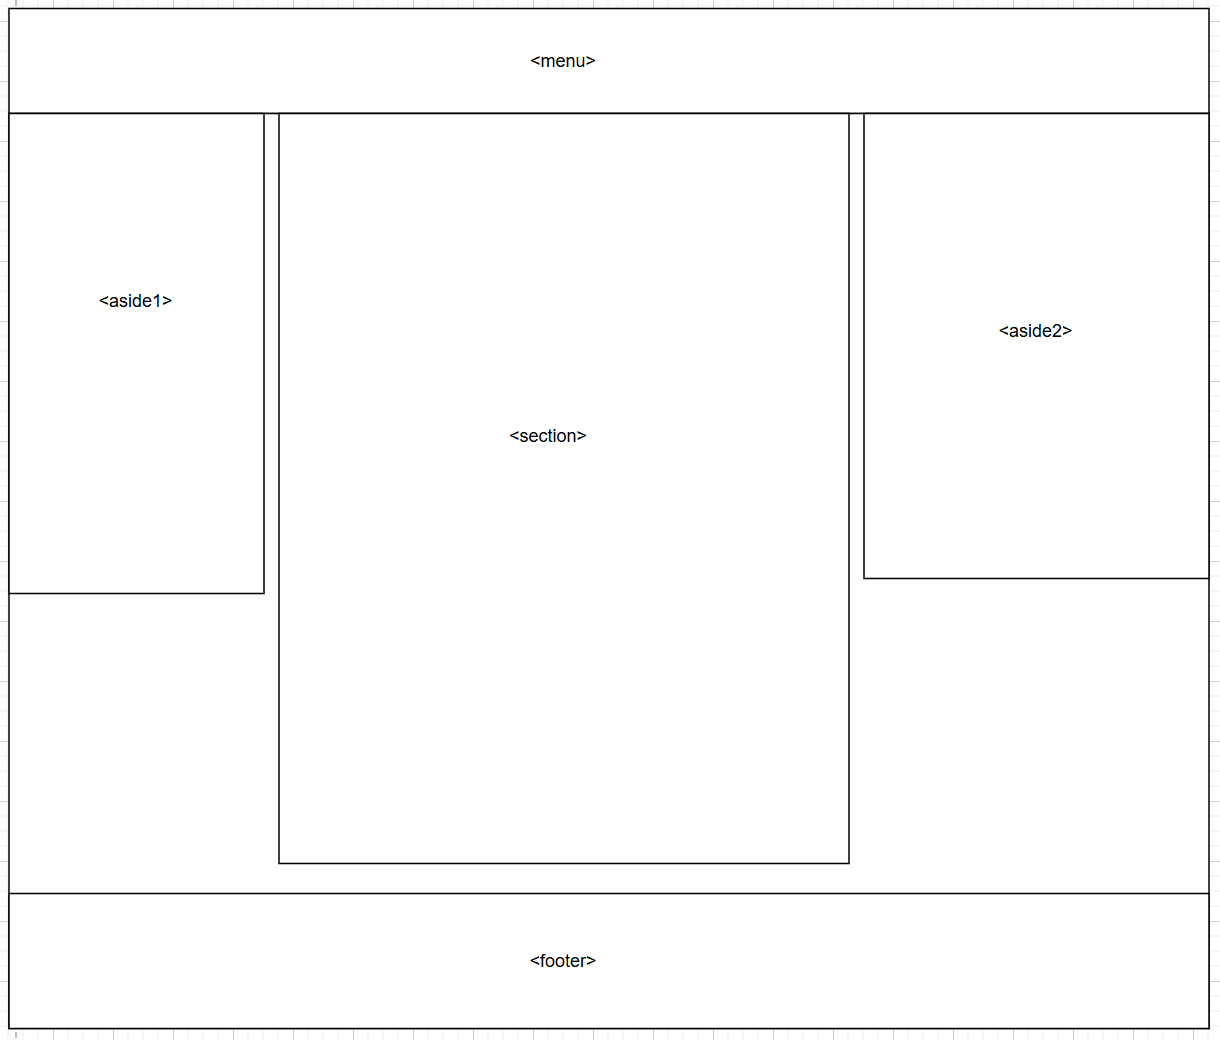 <menu>
<aside1>
<aside2>
<section>
<footer>